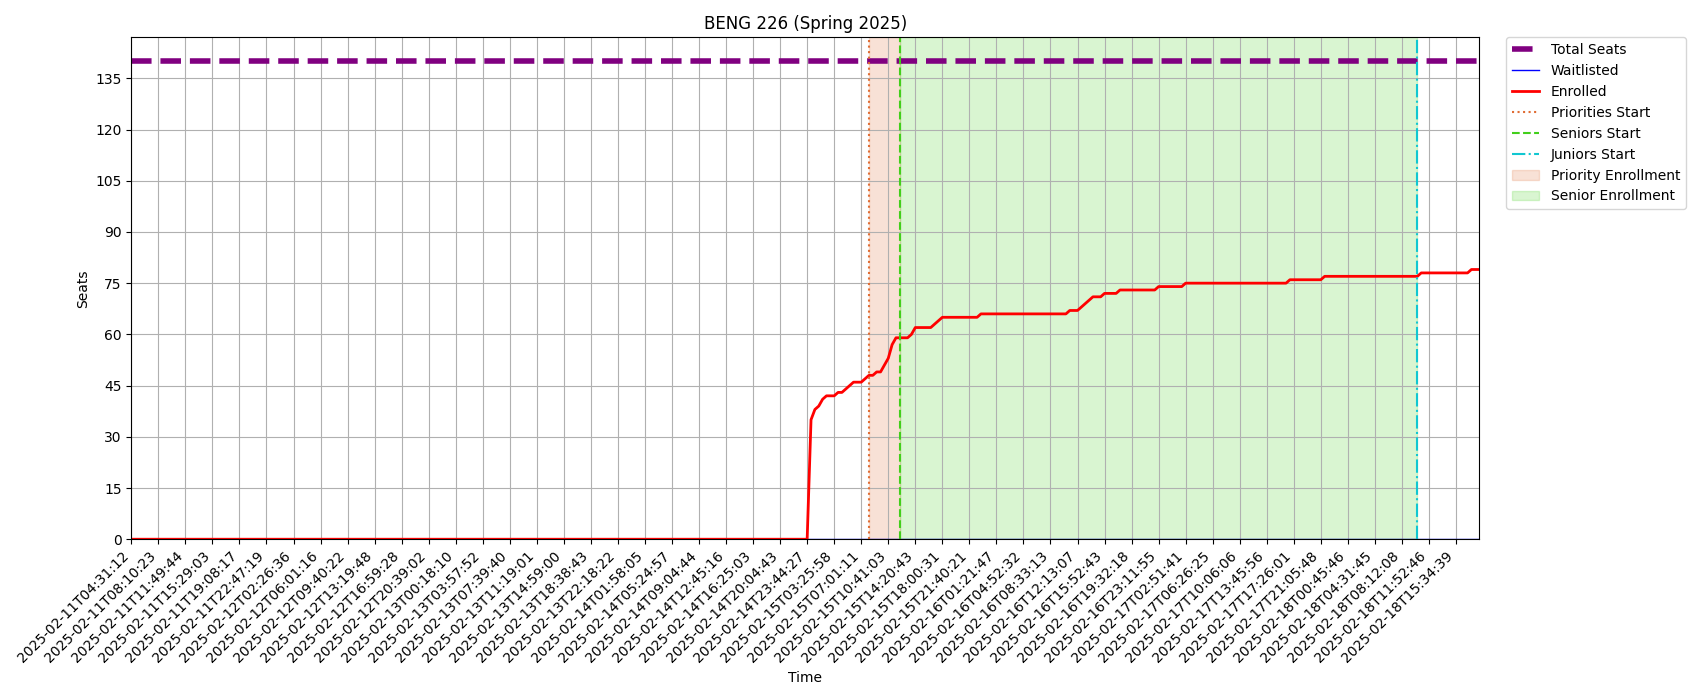 BENG 226 (Spring 2025)
Seats
135
120
105
90
75
60
45
30
15
0
2025-02-11T04:31:12
2025-02-11T08:10:23
2025-02-11T11:49:44
2025-02-11T15:29:03
2025-02-11T19:08:17
2025-02-11T22:47:19
2025-02-12T02:26:36
2025-02-12T06:01:16
2025-02-12T09:40:22
2025-02-12T13:19:48
2025-02-12T16:59:28
2025-02-12T20:39:02
2025-02-13T00:18:10
2025-02-13T03:57:52
2025-02-13T07:39:40
2025-02-13T11:19:01
2025-02-13T14:59:00
2025-02-13T18:38:43
2025-02-13T22:18:22
2025-02-14T01:58:05
2025-02-14T05:24:57
2025-02-14T09:04:44
2025-02-14T12:45:16
2025-02-14T16:25:03
2025-02-14T20:04:45
2025-02-14T23:44:27
2025-02-15T03:25:58
2025-02-15T07:01:11
2025-02-15T10:41:03
2025-02-15T14:20:43
2025-02-15T18:00:31
2025-02-15T21:40:21
2025-02-16T01:21:47
2025-02-16T04:52:32
2025-02-16T08:33:13
2025-02-16T12:13:07
2025-02-16T15:52:43
2025-02-16T19:32:18
2025-02-16T23:11:55
2025-02-17T02:51:41
2025-02-17T06:26:25
2025-02-17T10:06:06
2025-02-17T13:45:56
2025-02-17T17:26:01
2025-02-17T21:05:48
2025-02-18T00:45:46
2025-02-18T04:31:45
2025-02-18T08:12:08
2025-02-18T11:52:46
2025-02-18T15:34:39
Time
Total Seats
Waitlisted
Enrolled
Priorities Start
Seniors Start
Juniors Start
Priority Enrollment
Senior Enrollment